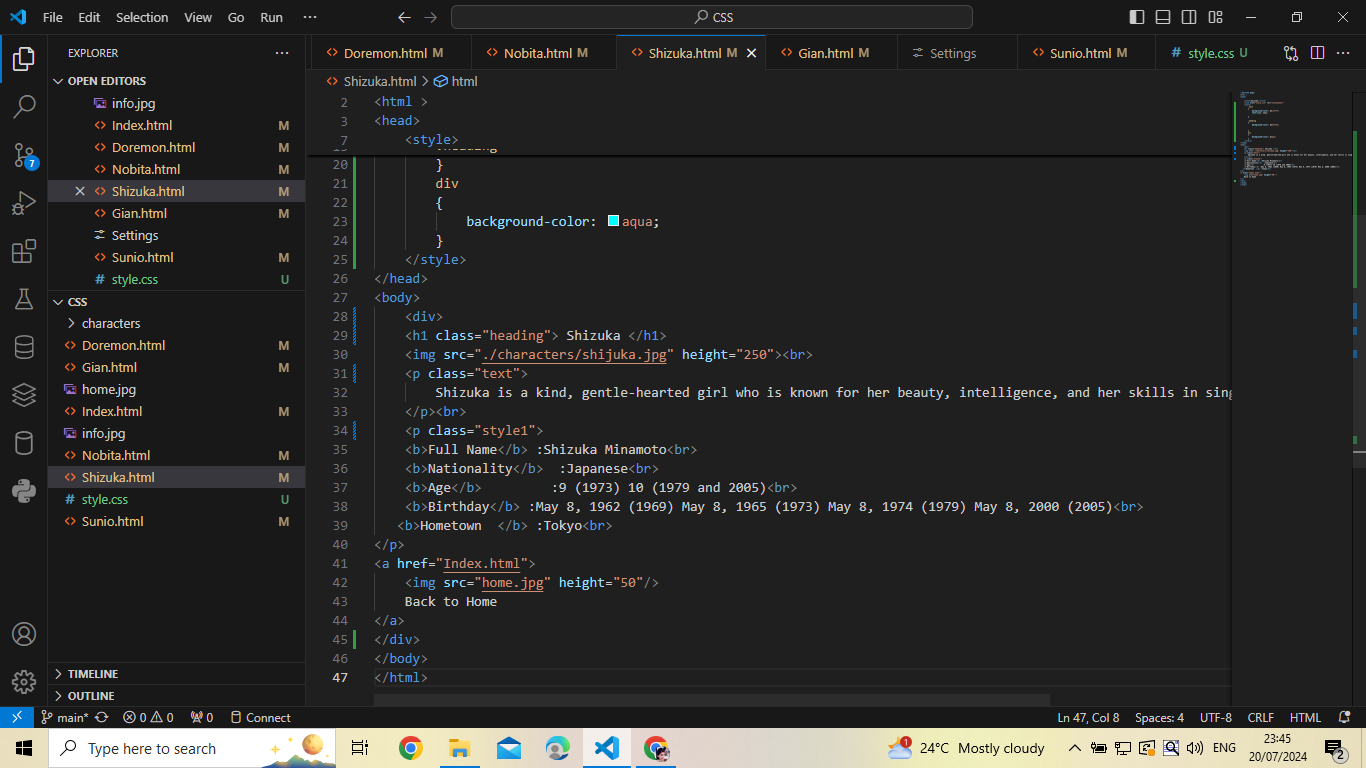 File Edit Selection View Go Run ··· CSS
EXPLORER ···
OPEN EDITORS
info.jpg
Index.html M
Doremon.html M
Nobita.html M
Shizuka.html M
Gian.html M
Settings
Sunio.html M
style.css U
CSS
characters
Doremon.html M
Gian.html M
home.jpg
Index.html M
info.jpg
Nobita.html M
Shizuka.html M
style.css U
Sunio.html M
TIMELINE
OUTLINE
7
Doremon.html M Nobita.html M Shizuka.html M Gian.html M Settings Sunio.html M style.css U ···
Shizuka.html > html
2 <html >
3 <head>
7 <style>
20 }
21 div
22 {
23 background-color: aqua;
24 }
25 </style>
26 </head>
27 <body>
28 <div>
29 <h1 class="heading"> Shizuka </h1>
30 <img src="./characters/shijuka.jpg" height="250"><br>
31 <p class="text">
32 Shizuka is a kind, gentle-hearted girl who is known for her beauty, intelligence, and her skills in sing
33 </p><br>
34 <p class="style1">
35 <b>Full Name</b> :Shizuka Minamoto<br>
36 <b>Nationality</b>  :Japanese<br>
37 <b>Age</b>         :9 (1973) 10 (1979 and 2005)<br>
38 <b>Birthday</b> :May 8, 1962 (1969) May 8, 1965 (1973) May 8, 1974 (1979) May 8, 2000 (2005)<br>
39 <b>Hometown  </b> :Tokyo<br>
40 </p>
41 <a href="Index.html">
42 <img src="home.jpg" height="50"/>
43 Back to Home
44 </a>
45 </div>
46 </body>
47 </html>
main* 0 0 0 Connect Ln 47, Col 8 Spaces: 4 UTF-8 CRLF HTML
Type here to search 1 24°C Mostly cloudy ENG 23:45
20/07/2024 2